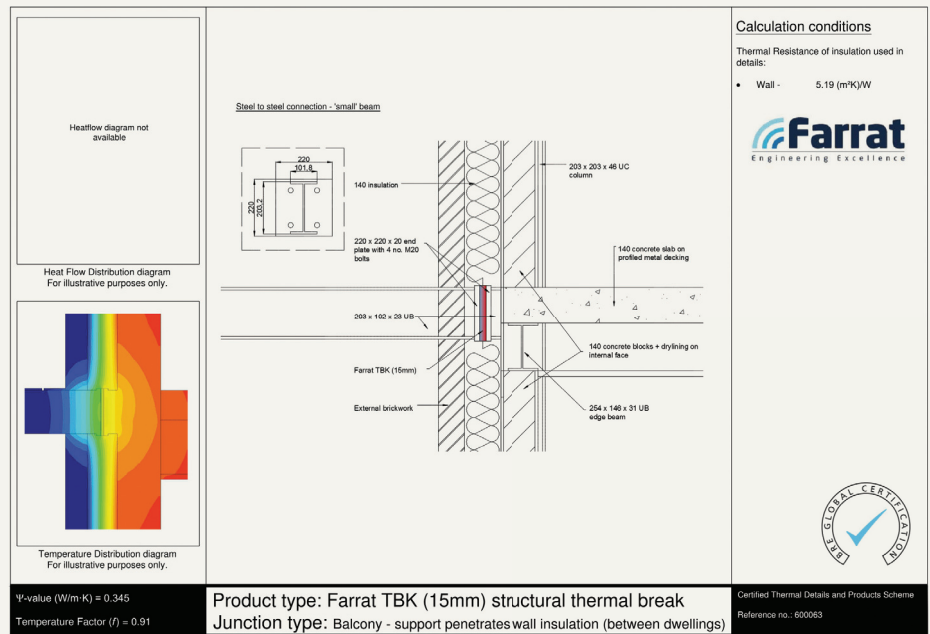 Heatflow diagram not
available
Heat Flow Distribution diagram
For illustrative purposes only.
Temperature Distribution diagram
For illustrative purposes only.
Steel to steel connection - 'small' beam
220
101,8
220
203,2
140 insulation
220 x 220 x 20 end
plate with 4 no. M20
bolts
203 x 102 x 23 UB
Farrat TBK (15mm)
External brickwork
203 x 203 x 46 UC
column
140 concrete slab on
profiled metal decking
140 concrete blocks + drylining on
internal face
254 x 146 x 31 UB
edge beam
Calculation conditions
Thermal Resistance of insulation used in
details:
• Wall - 5.19 (m²K)/W
Farrat
Engineering Excellence
BRE GLOBAL CERTIFICATION
Ψ-value (W/m·K) = 0.345
Temperature Factor (f) = 0.91
Product type: Farrat TBK (15mm) structural thermal break
Junction type: Balcony - support penetrates wall insulation (between dwellings)
Certified Thermal Details and Products Scheme
Reference no.: 600063